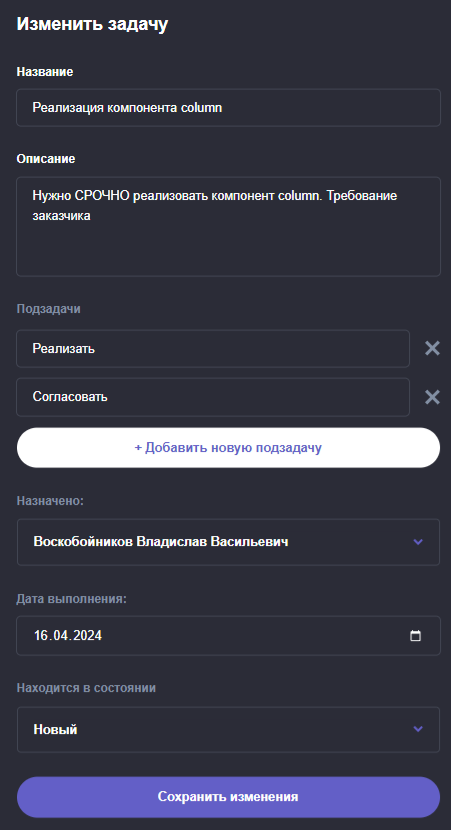 Изменить задачу
Название
Реализация компонента column
Описание
Нужно СРОЧНО реализовать компонент column. Требование
заказчика
Подзадачи
Реализать
Согласовать
+ Добавить новую подзадачу
Назначено:
Воскобойников Владислав Васильевич
Дата выполнения:
16.04.2024
Находится в состоянии
Новый
Сохранить изменения